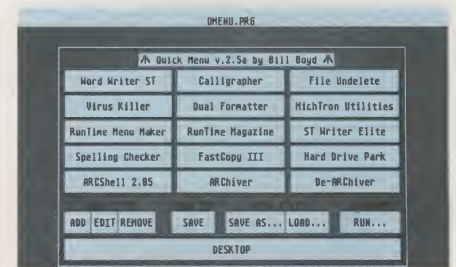 QMENU.PRG
Quick Menu v.2.5a by Bill Boyd
Word Writer ST Calligrapher File Undelete
Virus Killer Dual Formatter MichTron Utilities
RunTime Menu Maker RunTime Magazine ST Writer Elite
Spelling Checker FastCopy III Hard Drive Park
ARCShell 2.05 ARChiver De-ARChiver
ADD EDIT REMOVE SAVE SAVE AS... LOAD... RUN...
DESKTOP